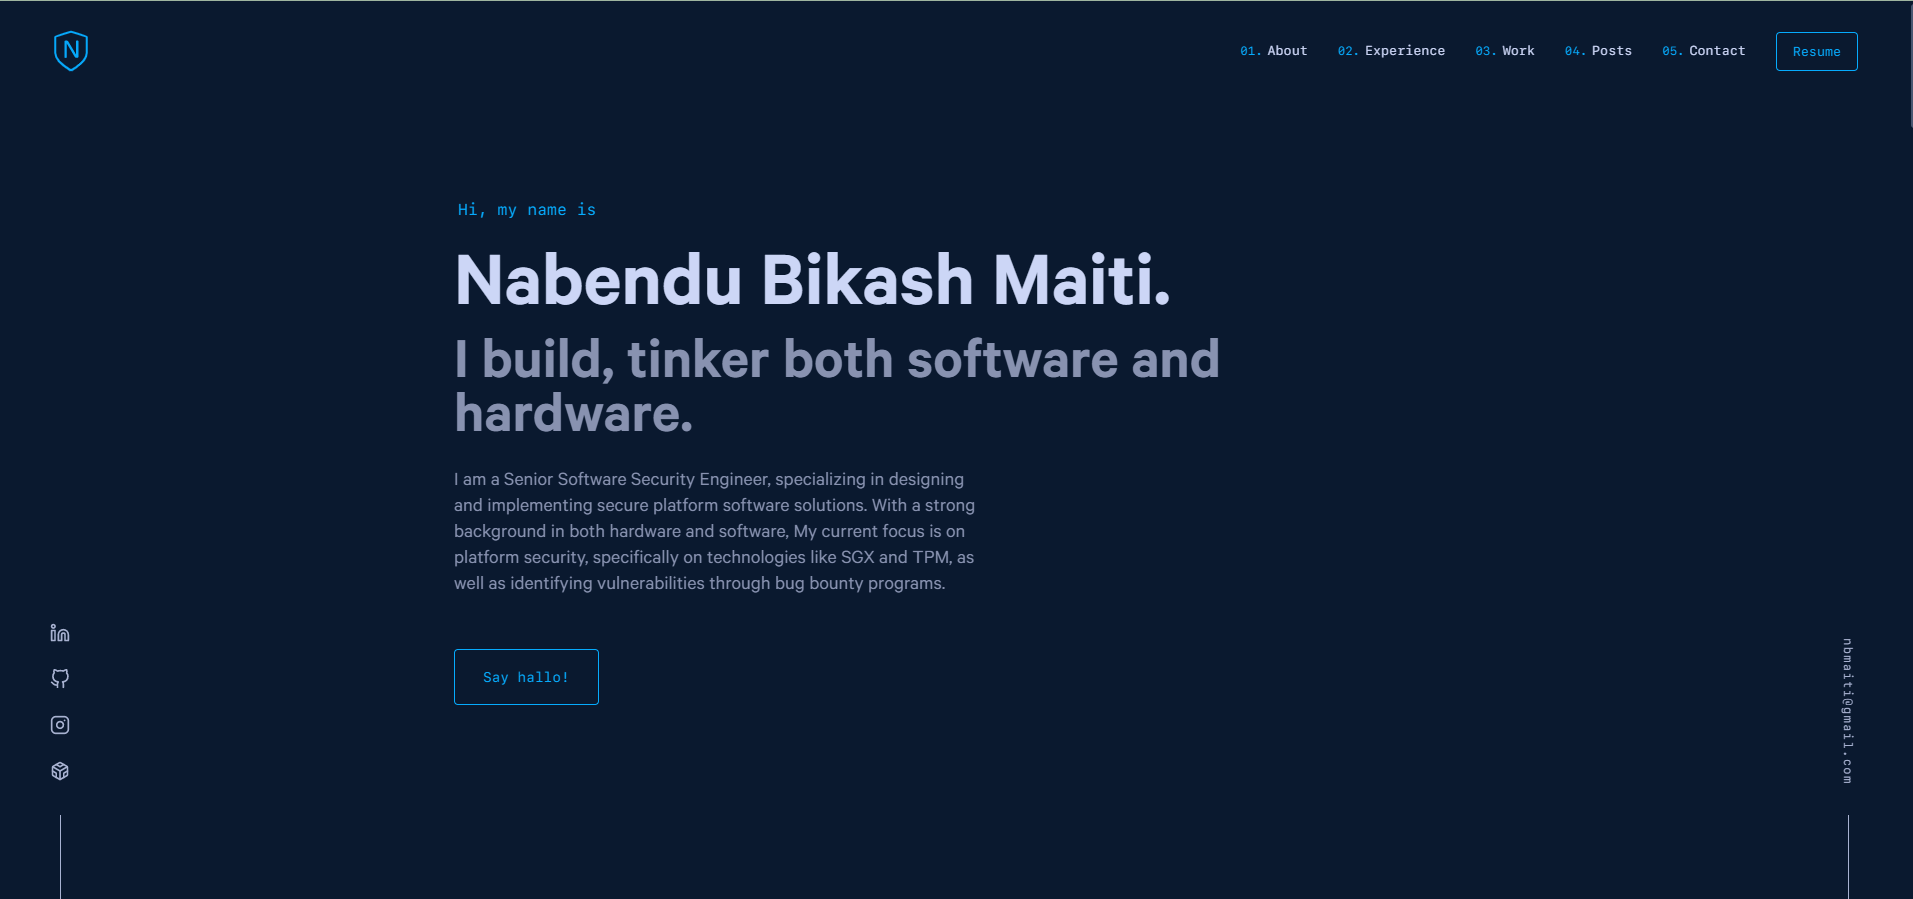 N
01. About 02. Experience 03. Work 04. Posts 05. Contact Resume
Hi, my name is
Nabendu Bikash Maiti.
I build, tinker both software and
hardware.
I am a Senior Software Security Engineer, specializing in designing
and implementing secure platform software solutions. With a strong
background in both hardware and software, My current focus is on
platform security, specifically on technologies like SGX and TPM, as
well as identifying vulnerabilities through bug bounty programs.
Say hallo!
in
nbmaiti@gmail.com